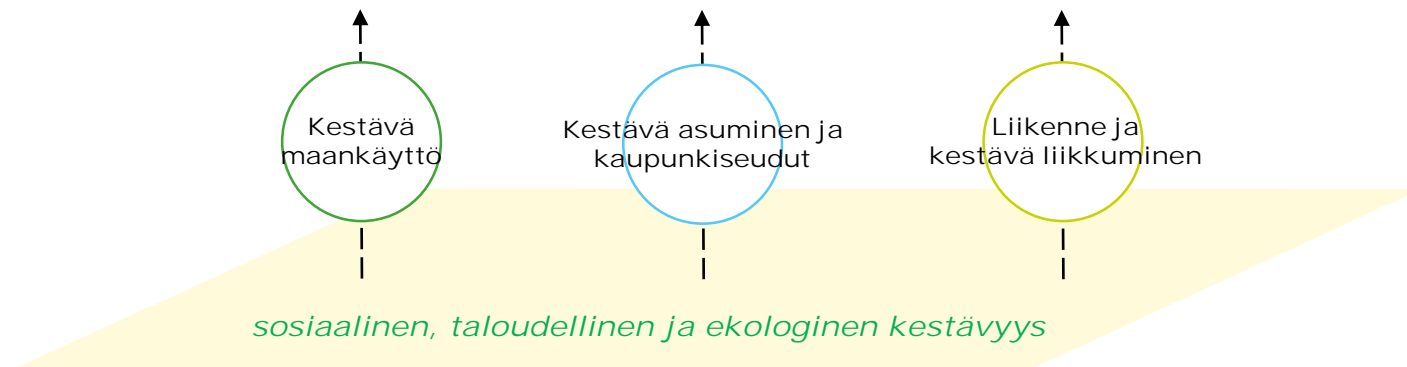 Kestävä
maankäyttö
Kestävä asuminen ja
kaupunkiseudut
Liikenne ja
kestävä liikkuminen
sosiaalinen, taloudellinen ja ekologinen kestävyys